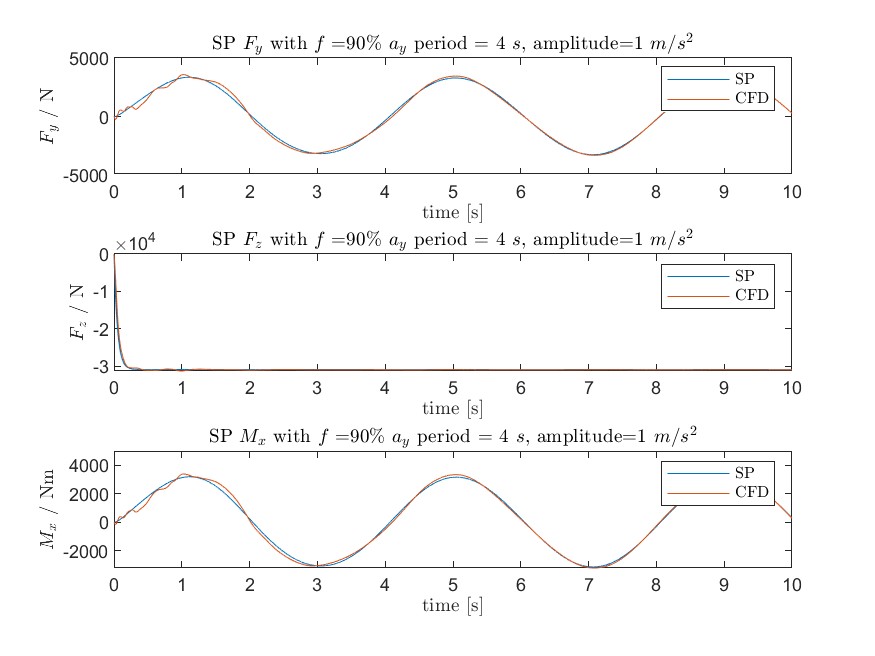 SP F_y with f =90% a_y period = 4 s, amplitude=1 m/s^2
5000
0
-5000
F_y / N
SP
CFD
0 1 2 3 4 5 6 7 8 9 10
time [s]
SP F_z with f =90% a_y period = 4 s, amplitude=1 m/s^2
×10^4
0
-1
-2
-3
F_z / N
SP
CFD
0 1 2 3 4 5 6 7 8 9 10
time [s]
SP M_x with f =90% a_y period = 4 s, amplitude=1 m/s^2
4000
2000
0
-2000
M_x / Nm
SP
CFD
0 1 2 3 4 5 6 7 8 9 10
time [s]